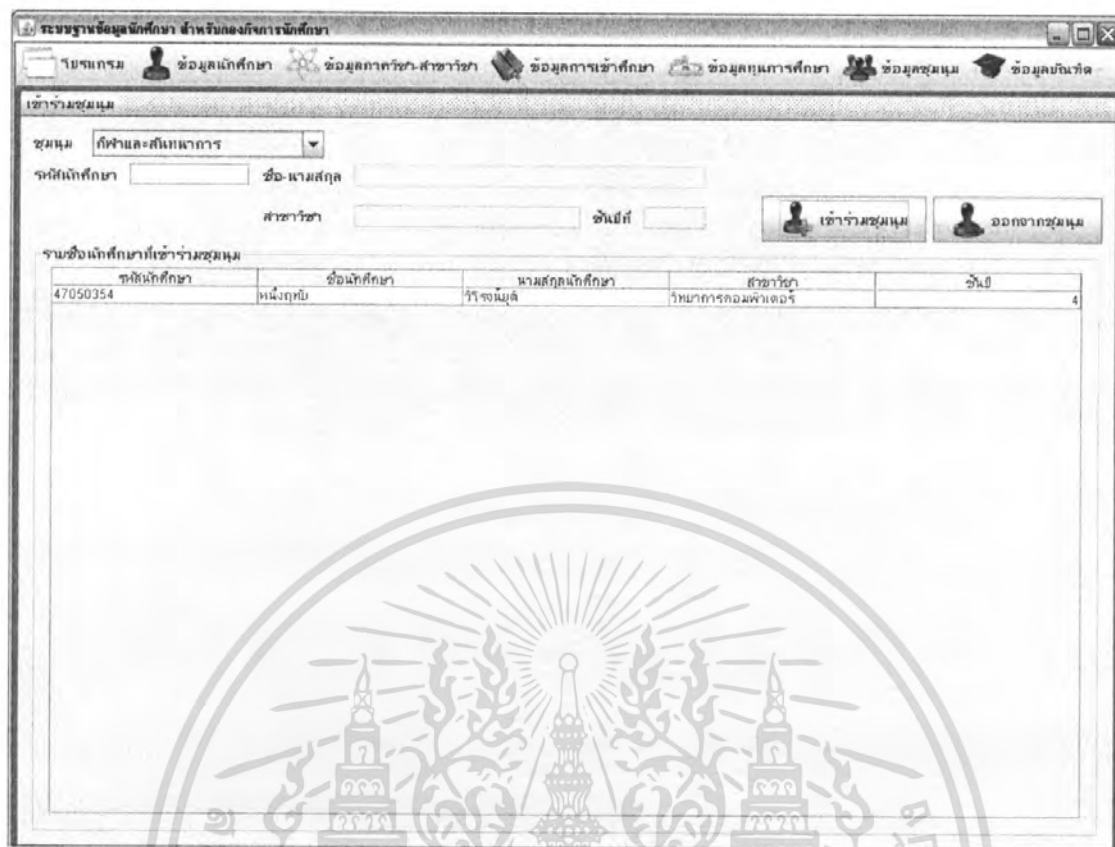 ระบบฐานข้อมูลนักศึกษา สำหรับกองกิจการนักศึกษา
โปรแกรม ข้อมูลนักศึกษา ข้อมูลภาควิชา-สาขาวิชา ข้อมูลการเข้าศึกษา ข้อมูลทุนการศึกษา ข้อมูลชุมนุม ข้อมูลบัณฑิต
เข้าร่วมชุมนุม
ชุมนุม กีฬาและสันทนาการ
รหัสนักศึกษา ชื่อ-นามสกุล
สาขาวิชา ชั้นปีที่ เข้าร่วมชุมนุม ออกจากชุมนุม
รายชื่อนักศึกษาที่เข้าร่วมชุมนุม
รหัสนักศึกษา ชื่อนักศึกษา นามสกุลนักศึกษา สาขาวิชา ชั้นปี
47050354 หนึ่งฤทัย วิทยาการคอมพิวเตอร์ 4